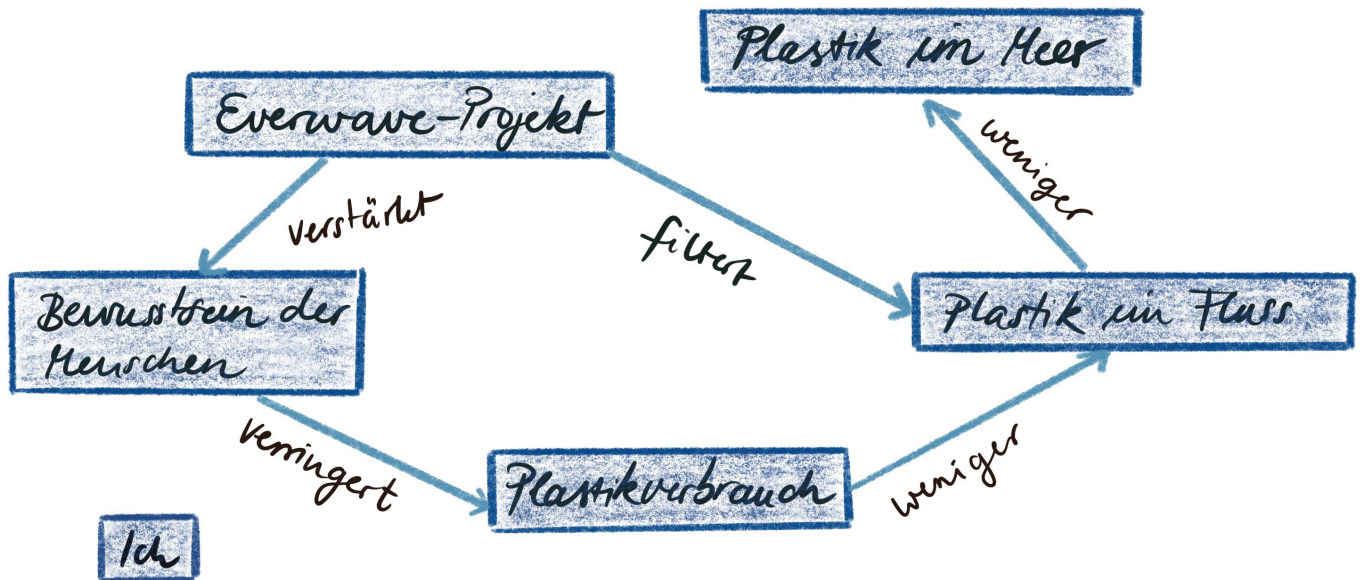 Plastik im Meer
Everwave-Projekt
weniger
verstärkt
filtert
Bewusstsein der
Menschen
Plastik im Fluss
verringert
Plastikverbrauch
weniger
Ich